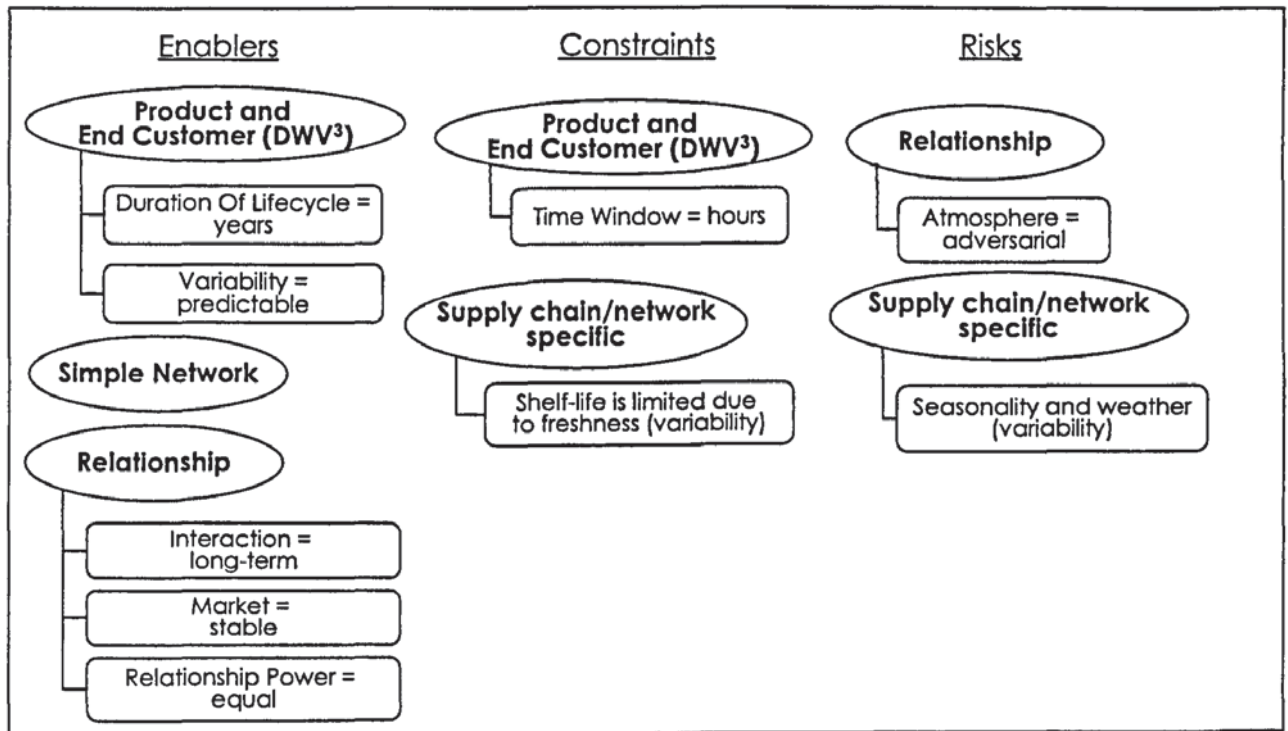 Enablers
Product and
End Customer (DWV³)
Duration Of Lifecycle =
years
Variability =
predictable
Simple Network
Relationship
Interaction =
long-term
Market =
stable
Relationship Power =
equal
Constraints
Product and
End Customer (DWV³)
Time Window = hours
Supply chain/network
specific
Shelf-life is limited due
to freshness (variability)
Risks
Relationship
Atmosphere =
adversarial
Supply chain/network
specific
Seasonality and weather
(variability)